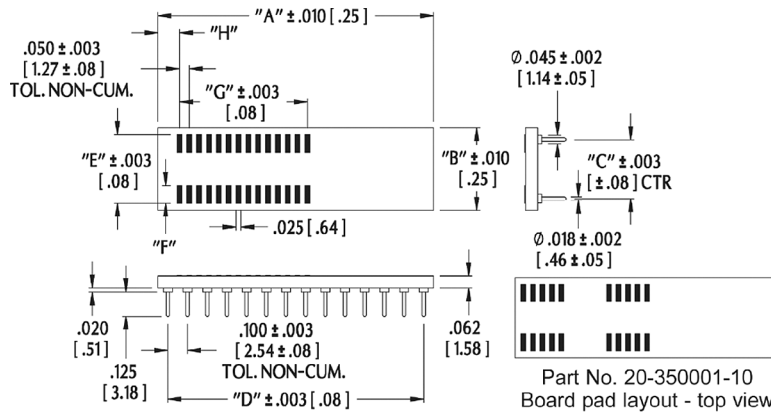 "A" ±.010 [.25]
"H"
.050 ±.003
[1.27 ±.08]
TOL. NON-CUM.
"G" ±.003
[.08]
Ø .045 ±.002
[1.14 ±.05]
"E" ±.003
[.08]
"B" ±.010
[.25]
"C" ±.003
[±.08] CTR
"F"
.025 [.64]
Ø .018 ±.002
[.46 ±.05]
.020
[.51]
.125
[3.18]
.100 ±.003
[2.54 ±.08]
TOL. NON-CUM.
"D" ±.003 [.08]
.062
[1.58]
Part No. 20-350001-10
Board pad layout - top view